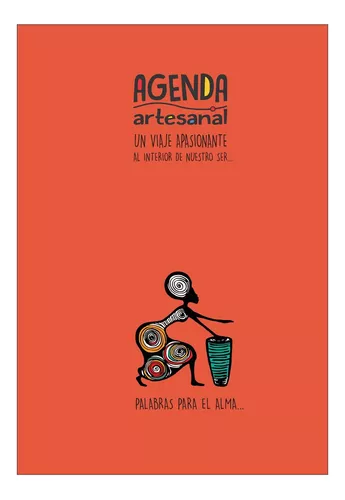 AGENDA
artesanal
UN VIAJE APASIONANTE
AL INTERIOR DE NUESTRO SER...
PALABRAS PARA EL ALMA...